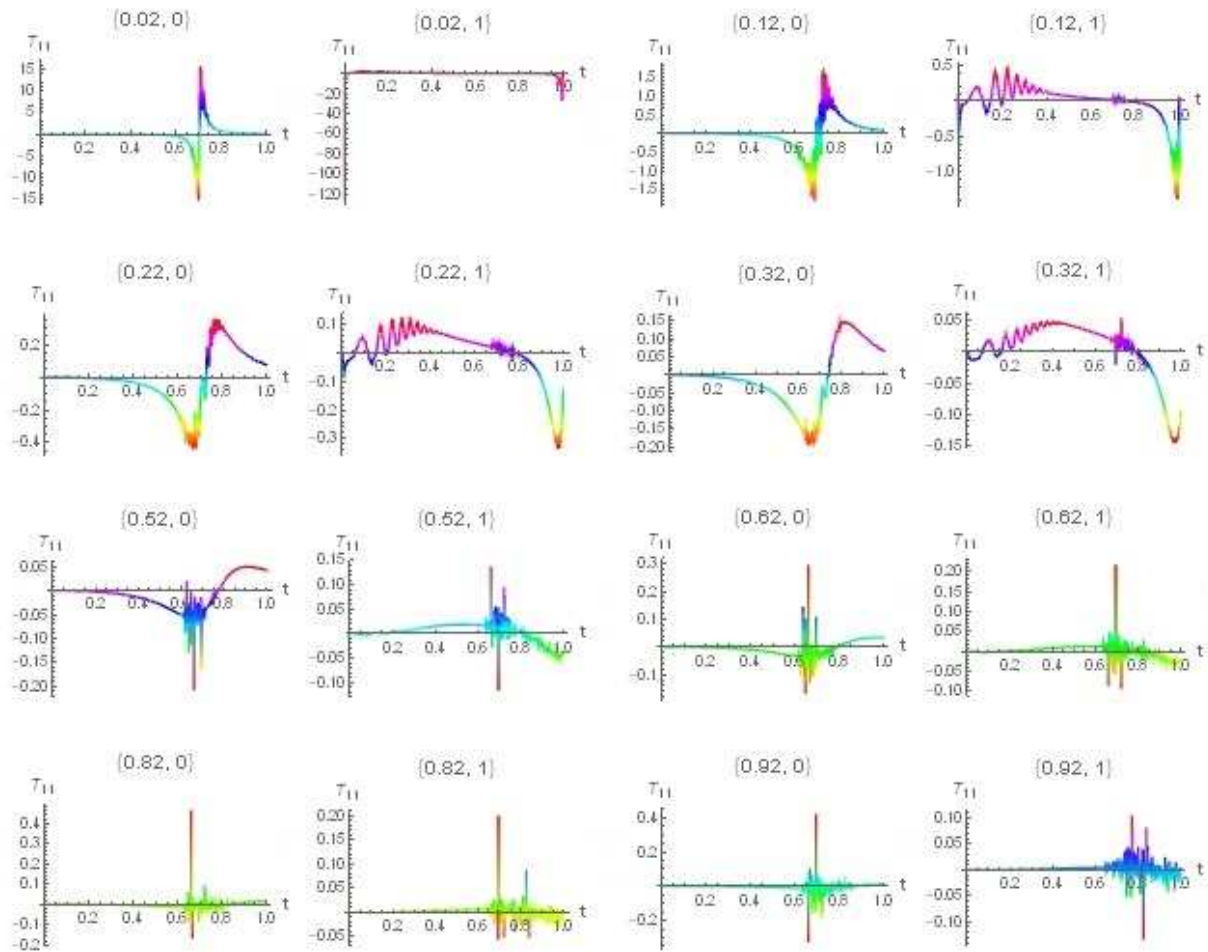 {0.02, 0} {0.02, 1} {0.12, 0} {0.12, 1}
T11 T11 T11 T11
15 10 5 -5 -10 -15 0.2 0.4 0.6 0.8 1.0 t
-20 -40 -60 -80 -100 -120 0.2 0.4 0.6 0.8 1.0 t
1.5 1.0 0.5 -0.5 -1.0 -1.5 0.2 0.4 0.6 0.8 1.0 t
0.5 -0.5 -1.0 0.2 0.4 0.6 0.8 1.0 t
{0.22, 0} {0.22, 1} {0.32, 0} {0.32, 1}
T11 T11 T11 T11
0.2 -0.2 -0.4 0.2 0.4 0.6 0.8 1.0 t
0.1 -0.1 -0.2 -0.3 0.2 0.4 0.6 0.8 1.0 t
0.15 0.10 0.05 -0.05 -0.10 -0.15 -0.20 0.2 0.4 0.6 0.8 1.0 t
0.05 -0.05 -0.10 -0.15 0.2 0.4 0.6 0.8 1.0 t
{0.52, 0} {0.52, 1} {0.62, 0} {0.62, 1}
T11 T11 T11 T11
0.05 -0.05 -0.10 -0.15 -0.20 0.2 0.4 0.6 0.8 1.0 t
0.15 0.10 0.05 -0.05 -0.10 0.2 0.4 0.6 0.8 1.0 t
0.3 0.2 0.1 -0.1 0.2 0.4 0.6 0.8 1.0 t
0.20 0.15 0.10 0.05 -0.05 -0.10 0.2 0.4 0.6 0.8 1.0 t
{0.82, 0} {0.82, 1} {0.92, 0} {0.92, 1}
T11 T11 T11 T11
0.4 0.3 0.2 0.1 -0.1 -0.2 0.2 0.4 0.6 0.8 1.0 t
0.20 0.15 0.10 0.05 -0.05 0.2 0.4 0.6 0.8 1.0 t
0.4 0.2 -0.2 0.2 0.4 0.6 0.8 1.0 t
0.10 0.05 -0.05 -0.10 0.2 0.4 0.6 0.8 1.0 t